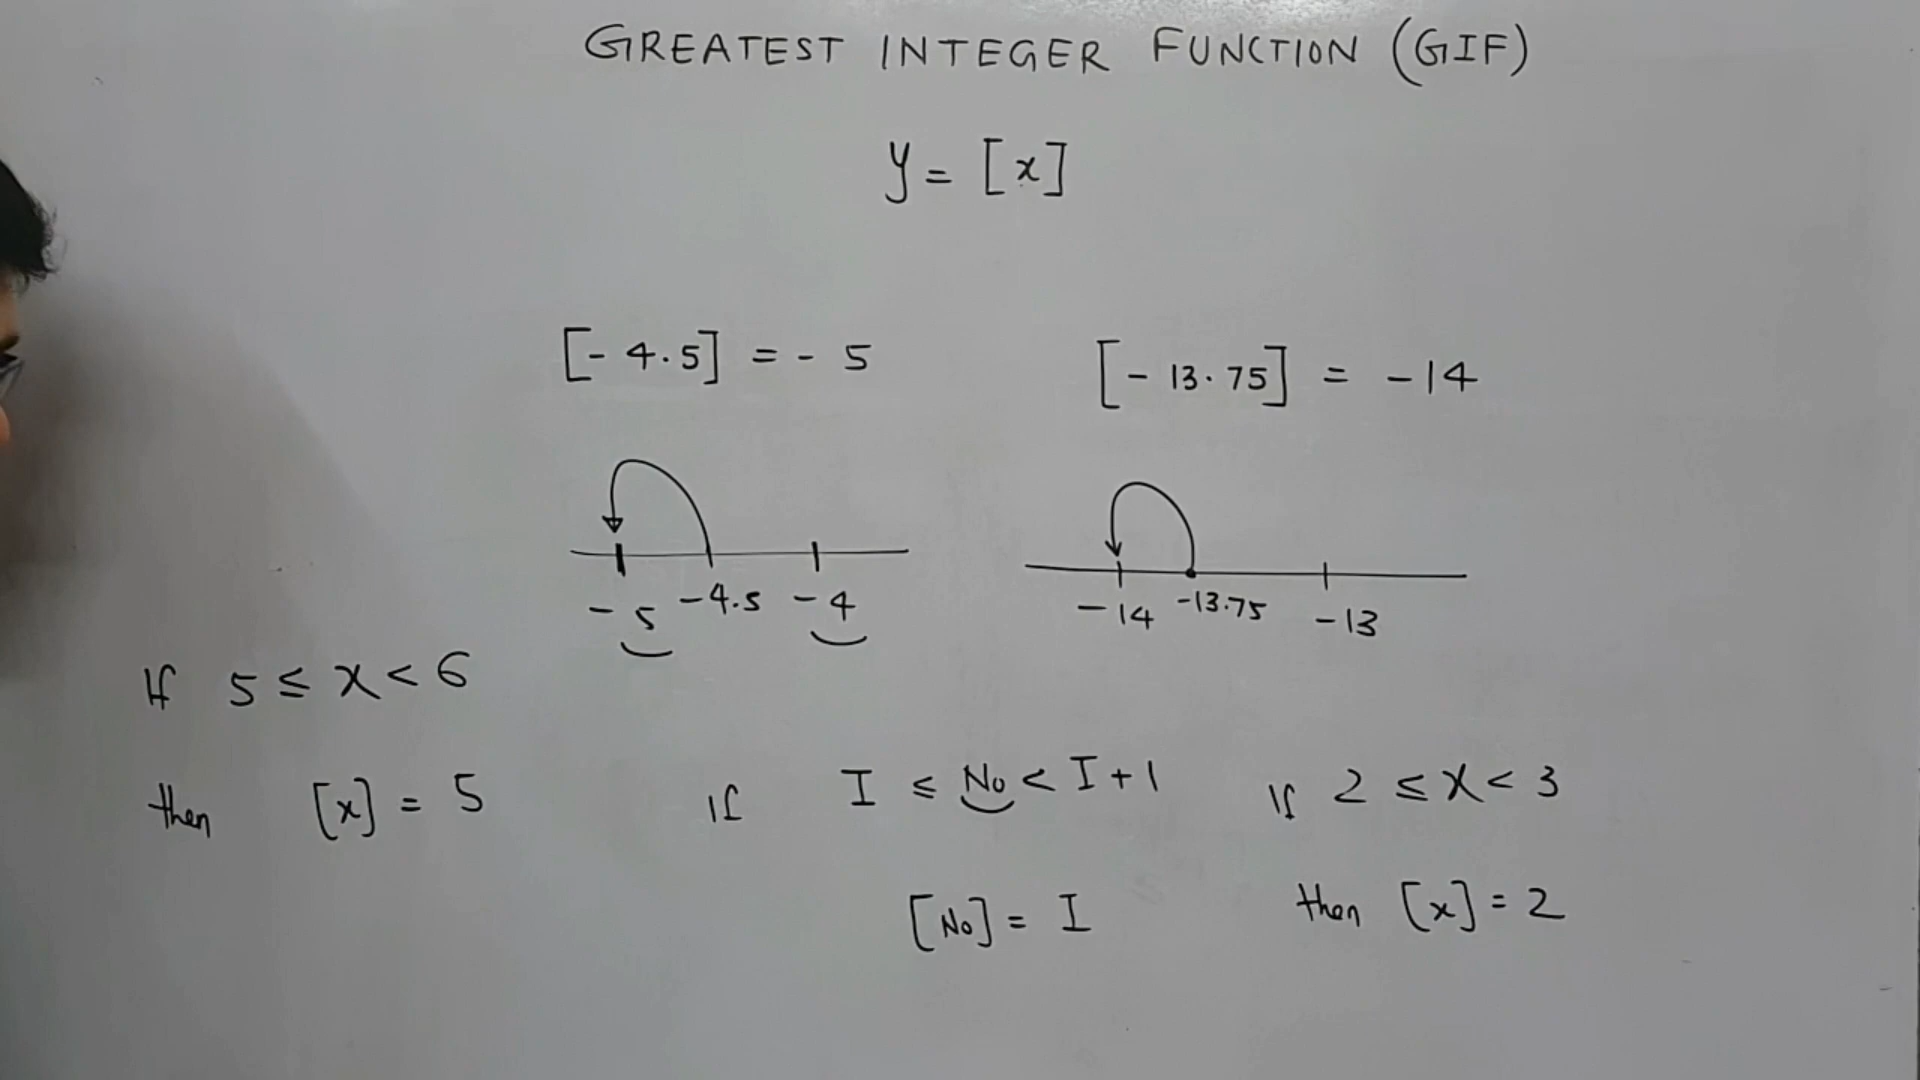 GREATEST INTEGER FUNCTION (GIF)
y = [x]
[- 4.5] = - 5
[- 13.75] = -14
- 5 -4.5 - 4
- 14 -13.75 - 13
If 5 ≤ x < 6
then [x] = 5
If I ≤ No < I + 1
[No] = I
If 2 ≤ x < 3
then [x] = 2